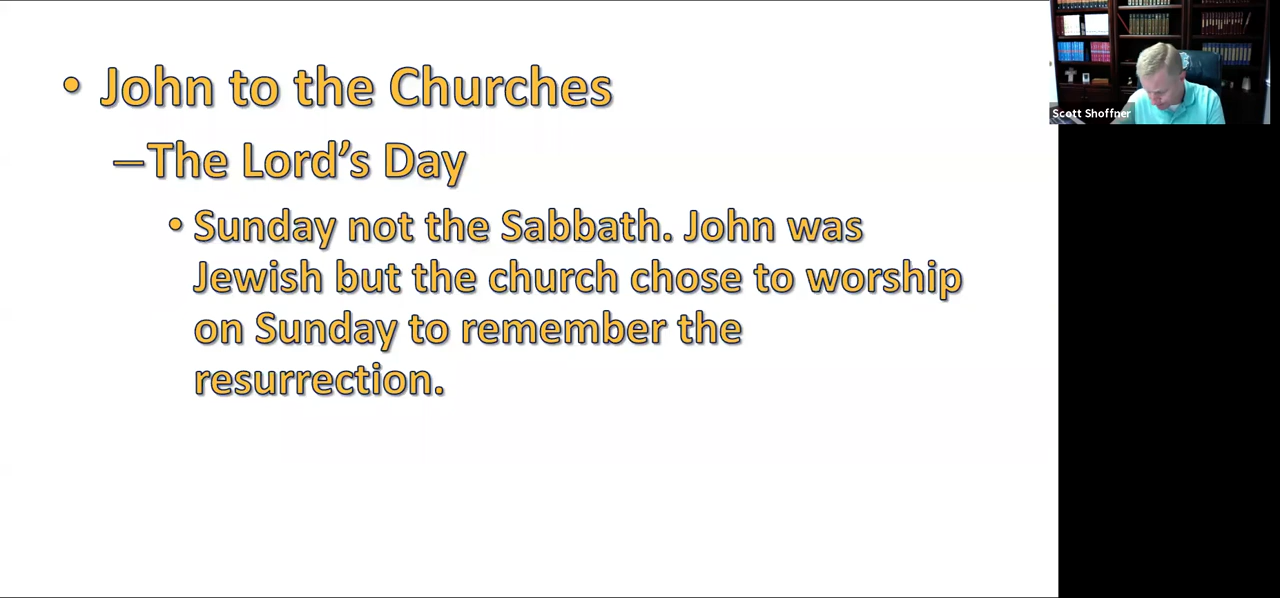 • John to the Churches
–The Lord’s Day
• Sunday not the Sabbath. John was
Jewish but the church chose to worship
on Sunday to remember the
resurrection.
Scott Shoffner